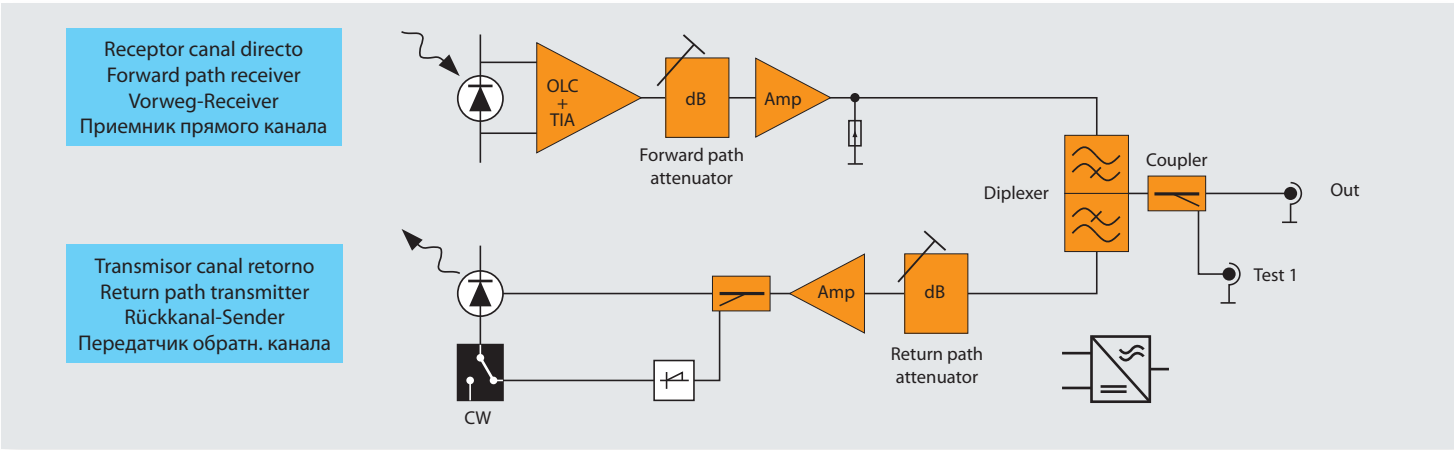 Receptor canal directo
Forward path receiver
Vorweg-Receiver
Приемник прямого канала
OLC
+
TIA
dB
Amp
Forward path
attenuator
Diplexer
Coupler
Out
Test 1
Transmisor canal retorno
Return path transmitter
Rückkanal-Sender
Передатчик обратн. канала
Amp
dB
Return path
attenuator
CW